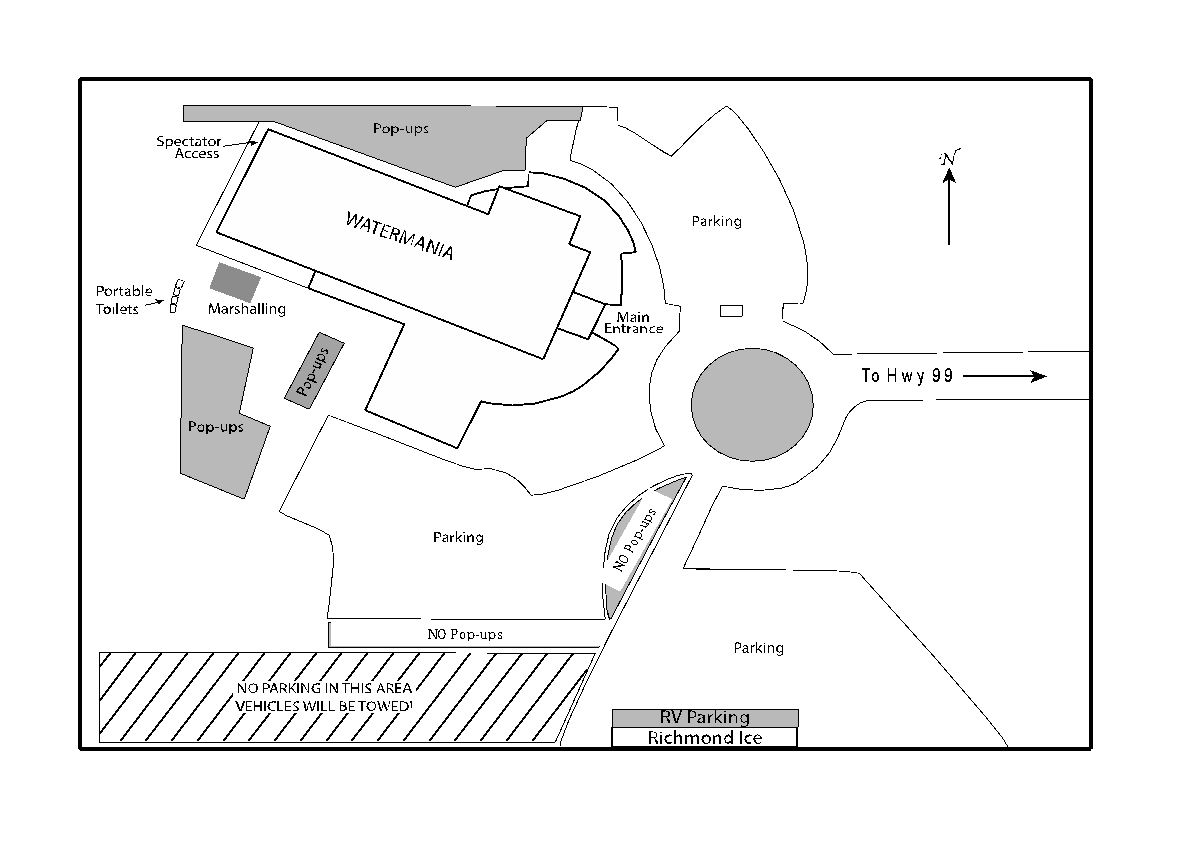 Pop-ups
Spectator
Access
N
WATERMANIA
Parking
Portable
Toilets
Marshalling
Main
Entrance
Pop-ups
To Hwy 99
Pop-ups
Parking
NO Pop-ups
NO Pop-ups
Parking
NO PARKING IN THIS AREA
VEHICLES WILL BE TOWED!
RV Parking
Richmond Ice